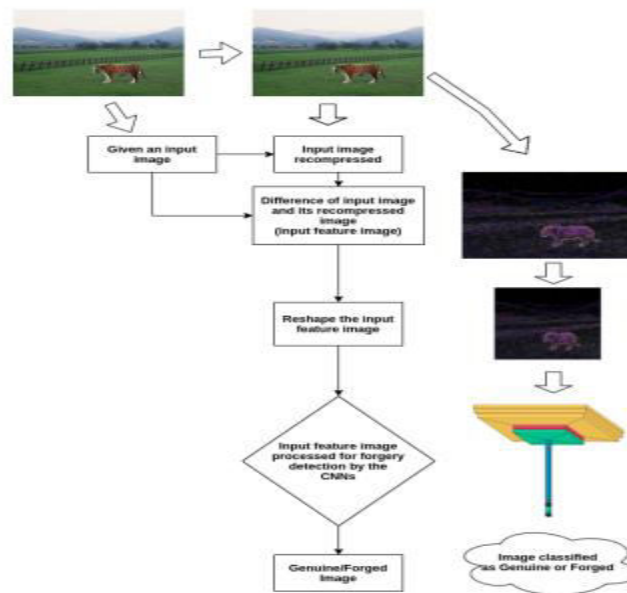 Given an input
image
Input image
recompressed
Difference of input image
and its recompressed
image
(input feature image)
Reshape the input
feature image
Input feature image
processed for forgery
detection by the
CNNs
Genuine/Forged
Image
Image classified
as Genuine or Forged